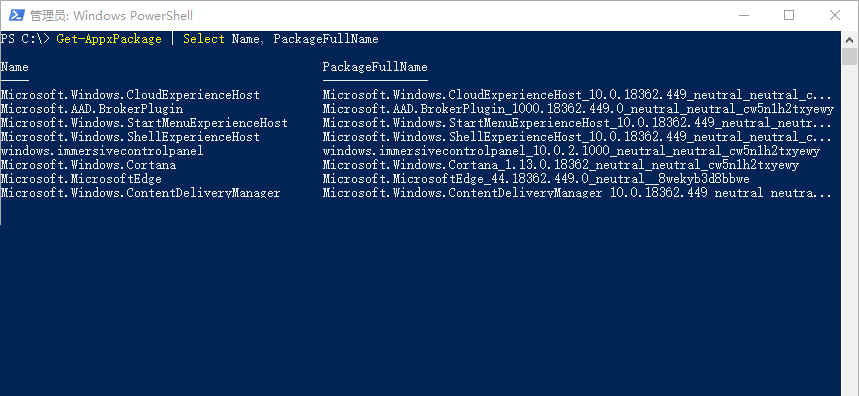 管理员: Windows PowerShell
PS C:\> Get-AppxPackage | Select Name, PackageFullName
Name PackageFullName
---- ---------------
Microsoft.Windows.CloudExperienceHost Microsoft.Windows.CloudExperienceHost_10.0.18362.449_neutral_neutral_c...
Microsoft.AAD.BrokerPlugin Microsoft.AAD.BrokerPlugin_1000.18362.449.0_neutral_neutral_cw5n1h2txyewy
Microsoft.Windows.StartMenuExperienceHost Microsoft.Windows.StartMenuExperienceHost_10.0.18362.449_neutral_neutr...
Microsoft.Windows.ShellExperienceHost Microsoft.Windows.ShellExperienceHost_10.0.18362.449_neutral_neutral_c...
windows.immersivecontrolpanel windows.immersivecontrolpanel_10.0.2.1000_neutral_neutral_cw5n1h2txyewy
Microsoft.Windows.Cortana Microsoft.Windows.Cortana_1.13.0.18362_neutral_neutral_cw5n1h2txyewy
Microsoft.MicrosoftEdge Microsoft.MicrosoftEdge_44.18362.449.0_neutral__8wekyb3d8bbwe
Microsoft.Windows.ContentDeliveryManager Microsoft.Windows.ContentDeliveryManager_10.0.18362.449_neutral_neutra...